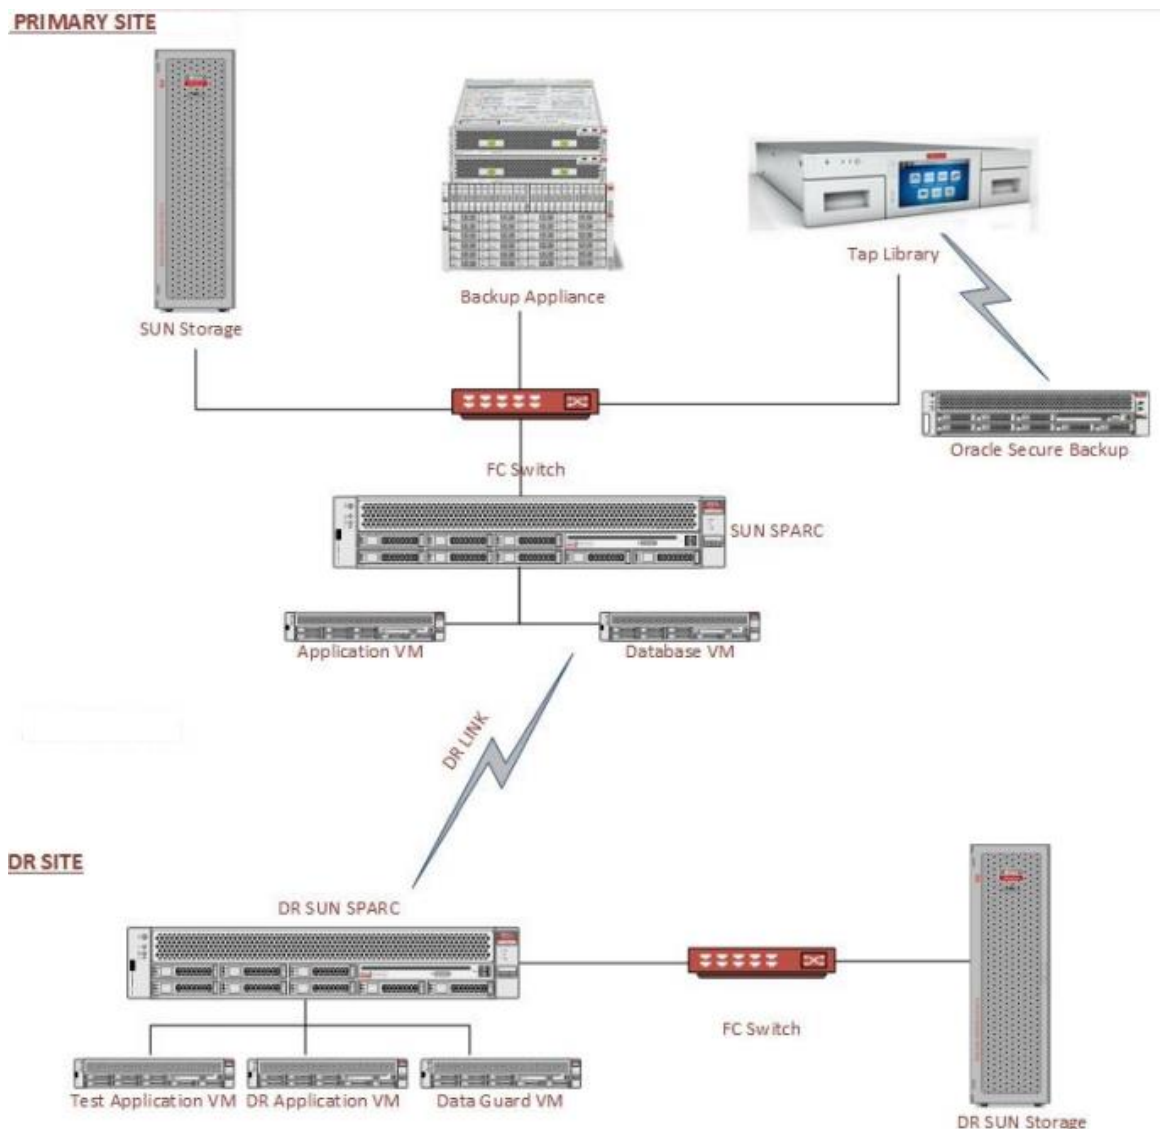 PRIMARY SITE
Tap Library
Backup Appliance
SUN Storage
Oracle Secure Backup
FC Switch
SUN SPARC
Application VM
Database VM
DR LINK
DR SITE
DR SUN SPARC
FC Switch
Test Application VM
DR Application VM
Data Guard VM
DR SUN Storage